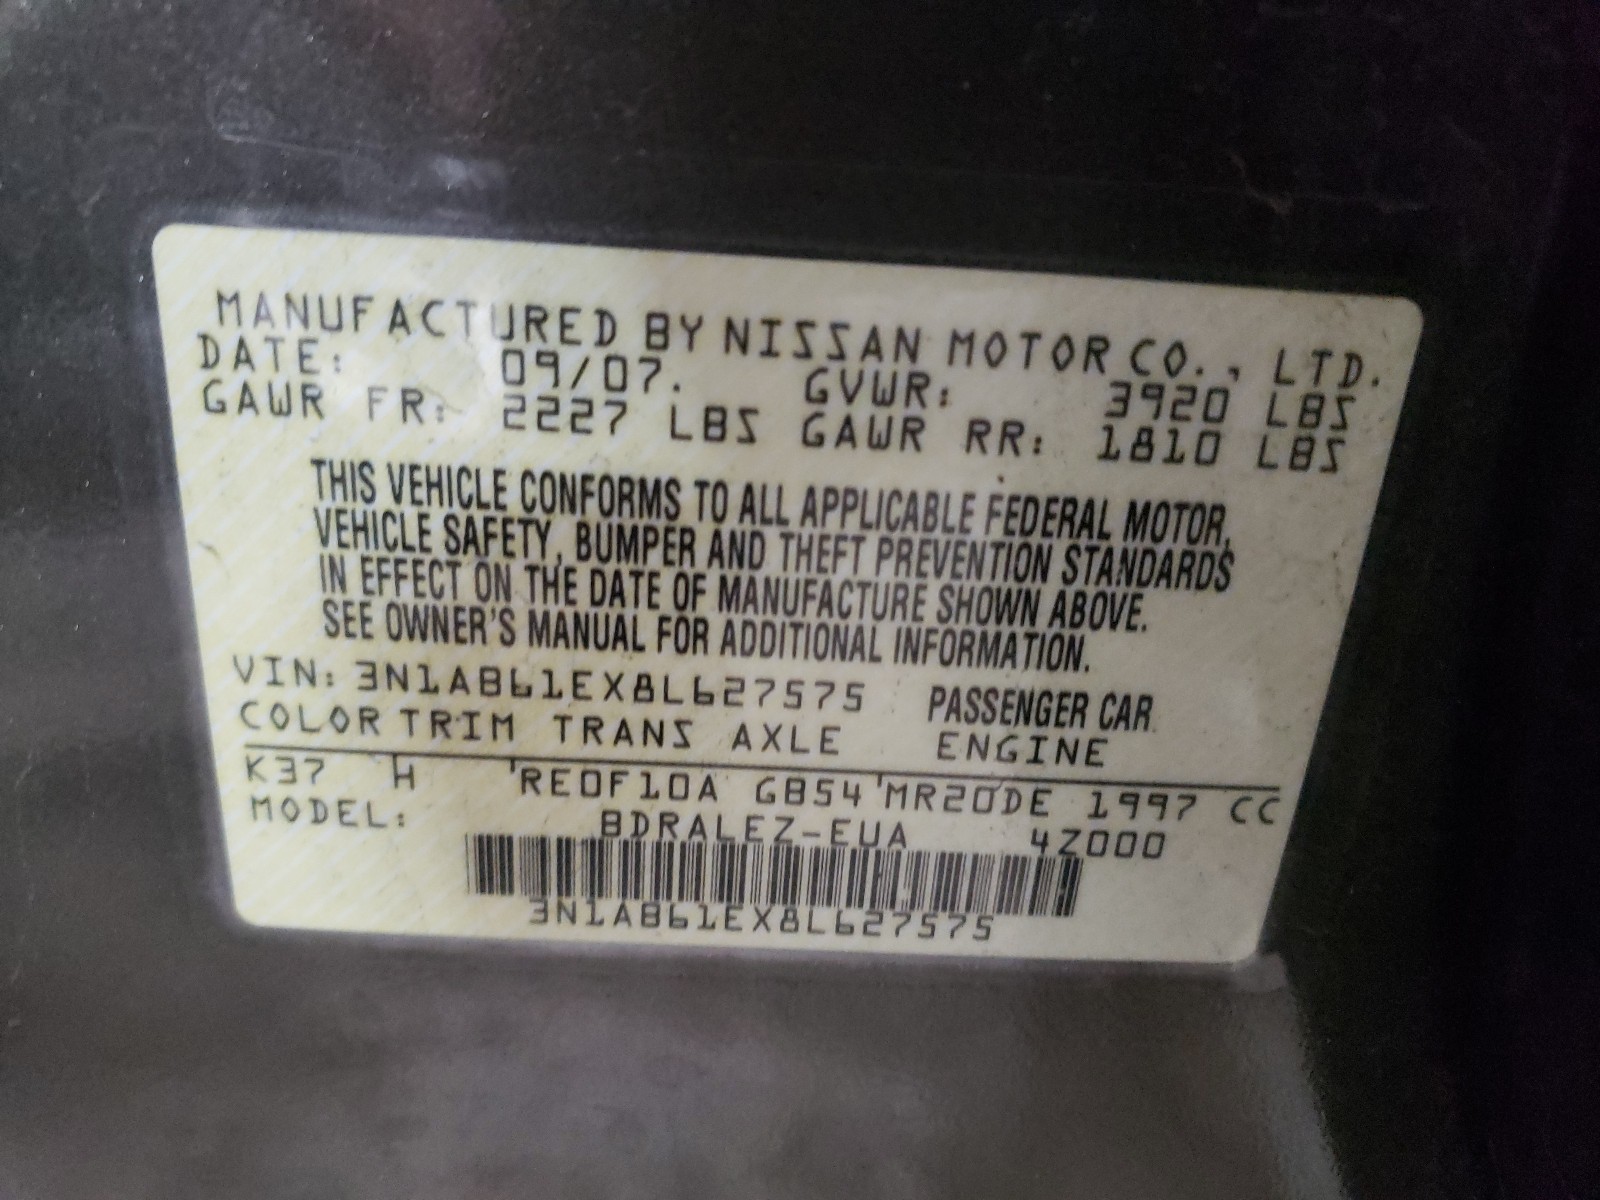 MANUFACTURED BY NISSAN MOTOR CO., LTD.
DATE: 09/07. GVWR: 3920 LBS
GAWR FR: 2227 LBS GAWR RR: 1810 LBS
THIS VEHICLE CONFORMS TO ALL APPLICABLE FEDERAL MOTOR,
VEHICLE SAFETY, BUMPER AND THEFT PREVENTION STANDARDS
IN EFFECT ON THE DATE OF MANUFACTURE SHOWN ABOVE.
SEE OWNER'S MANUAL FOR ADDITIONAL INFORMATION.
VIN: 3N1AB61EX8L627575 PASSENGER CAR
COLOR TRIM TRANS AXLE ENGINE
K37 H 'RE0F10A GB54 'MR20DE 1997 CC
MODEL: BDRALEZ-EUA 4Z000
3N1AB61EX8L627575